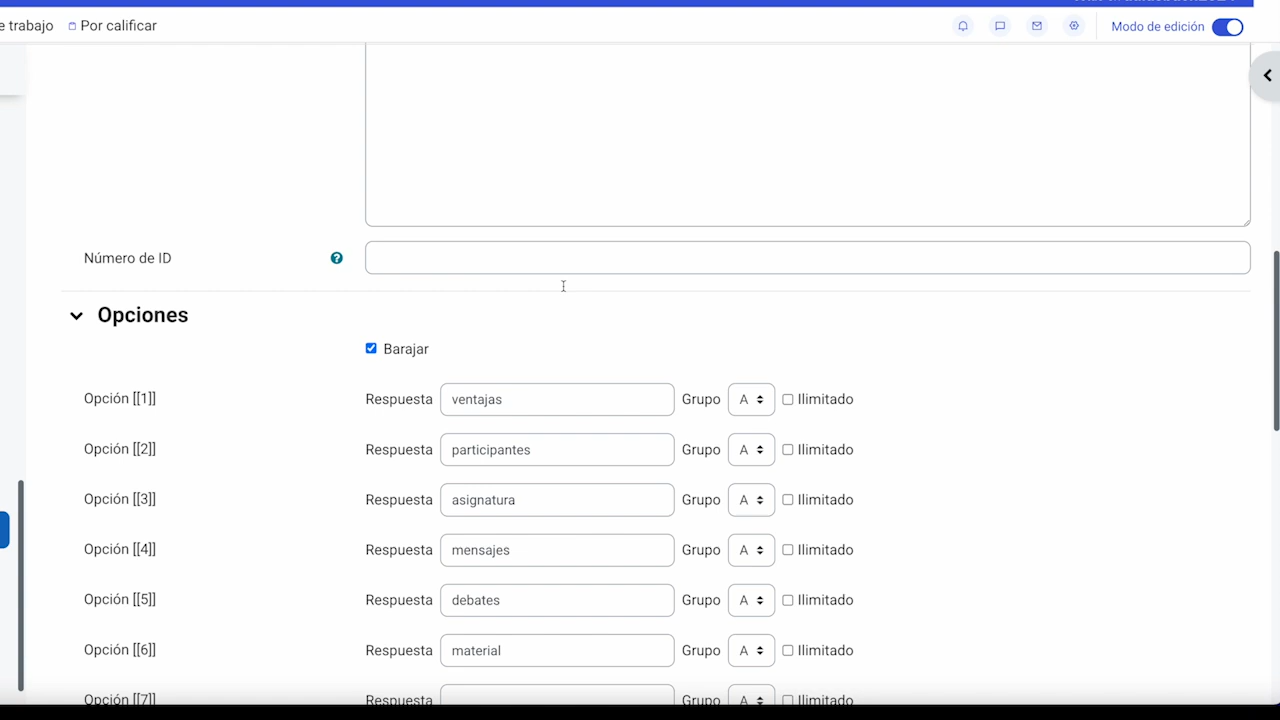 e trabajo Por calificar Modo de edición
Número de ID
Opciones
Barajar
Opción [[1]] Respuesta ventajas Grupo A Ilimitado
Opción [[2]] Respuesta participantes Grupo A Ilimitado
Opción [[3]] Respuesta asignatura Grupo A Ilimitado
Opción [[4]] Respuesta mensajes Grupo A Ilimitado
Opción [[5]] Respuesta debates Grupo A Ilimitado
Opción [[6]] Respuesta material Grupo A Ilimitado
Opción [[7]] Respuesta Grupo A Ilimitado